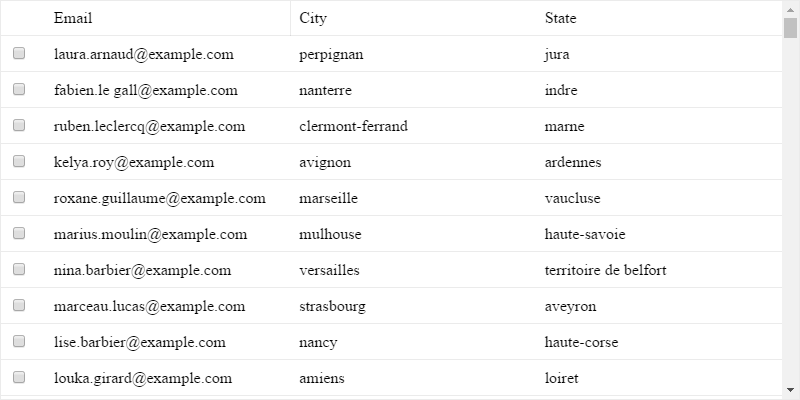 Email City State
laura.arnaud@example.com perpignan jura
fabien.le gall@example.com nanterre indre
ruben.leclercq@example.com clermont-ferrand marne
kelya.roy@example.com avignon ardennes
roxane.guillaume@example.com marseille vaucluse
marius.moulin@example.com mulhouse haute-savoie
nina.barbier@example.com versailles territoire de belfort
marceau.lucas@example.com strasbourg aveyron
lise.barbier@example.com nancy haute-corse
louka.girard@example.com amiens loiret